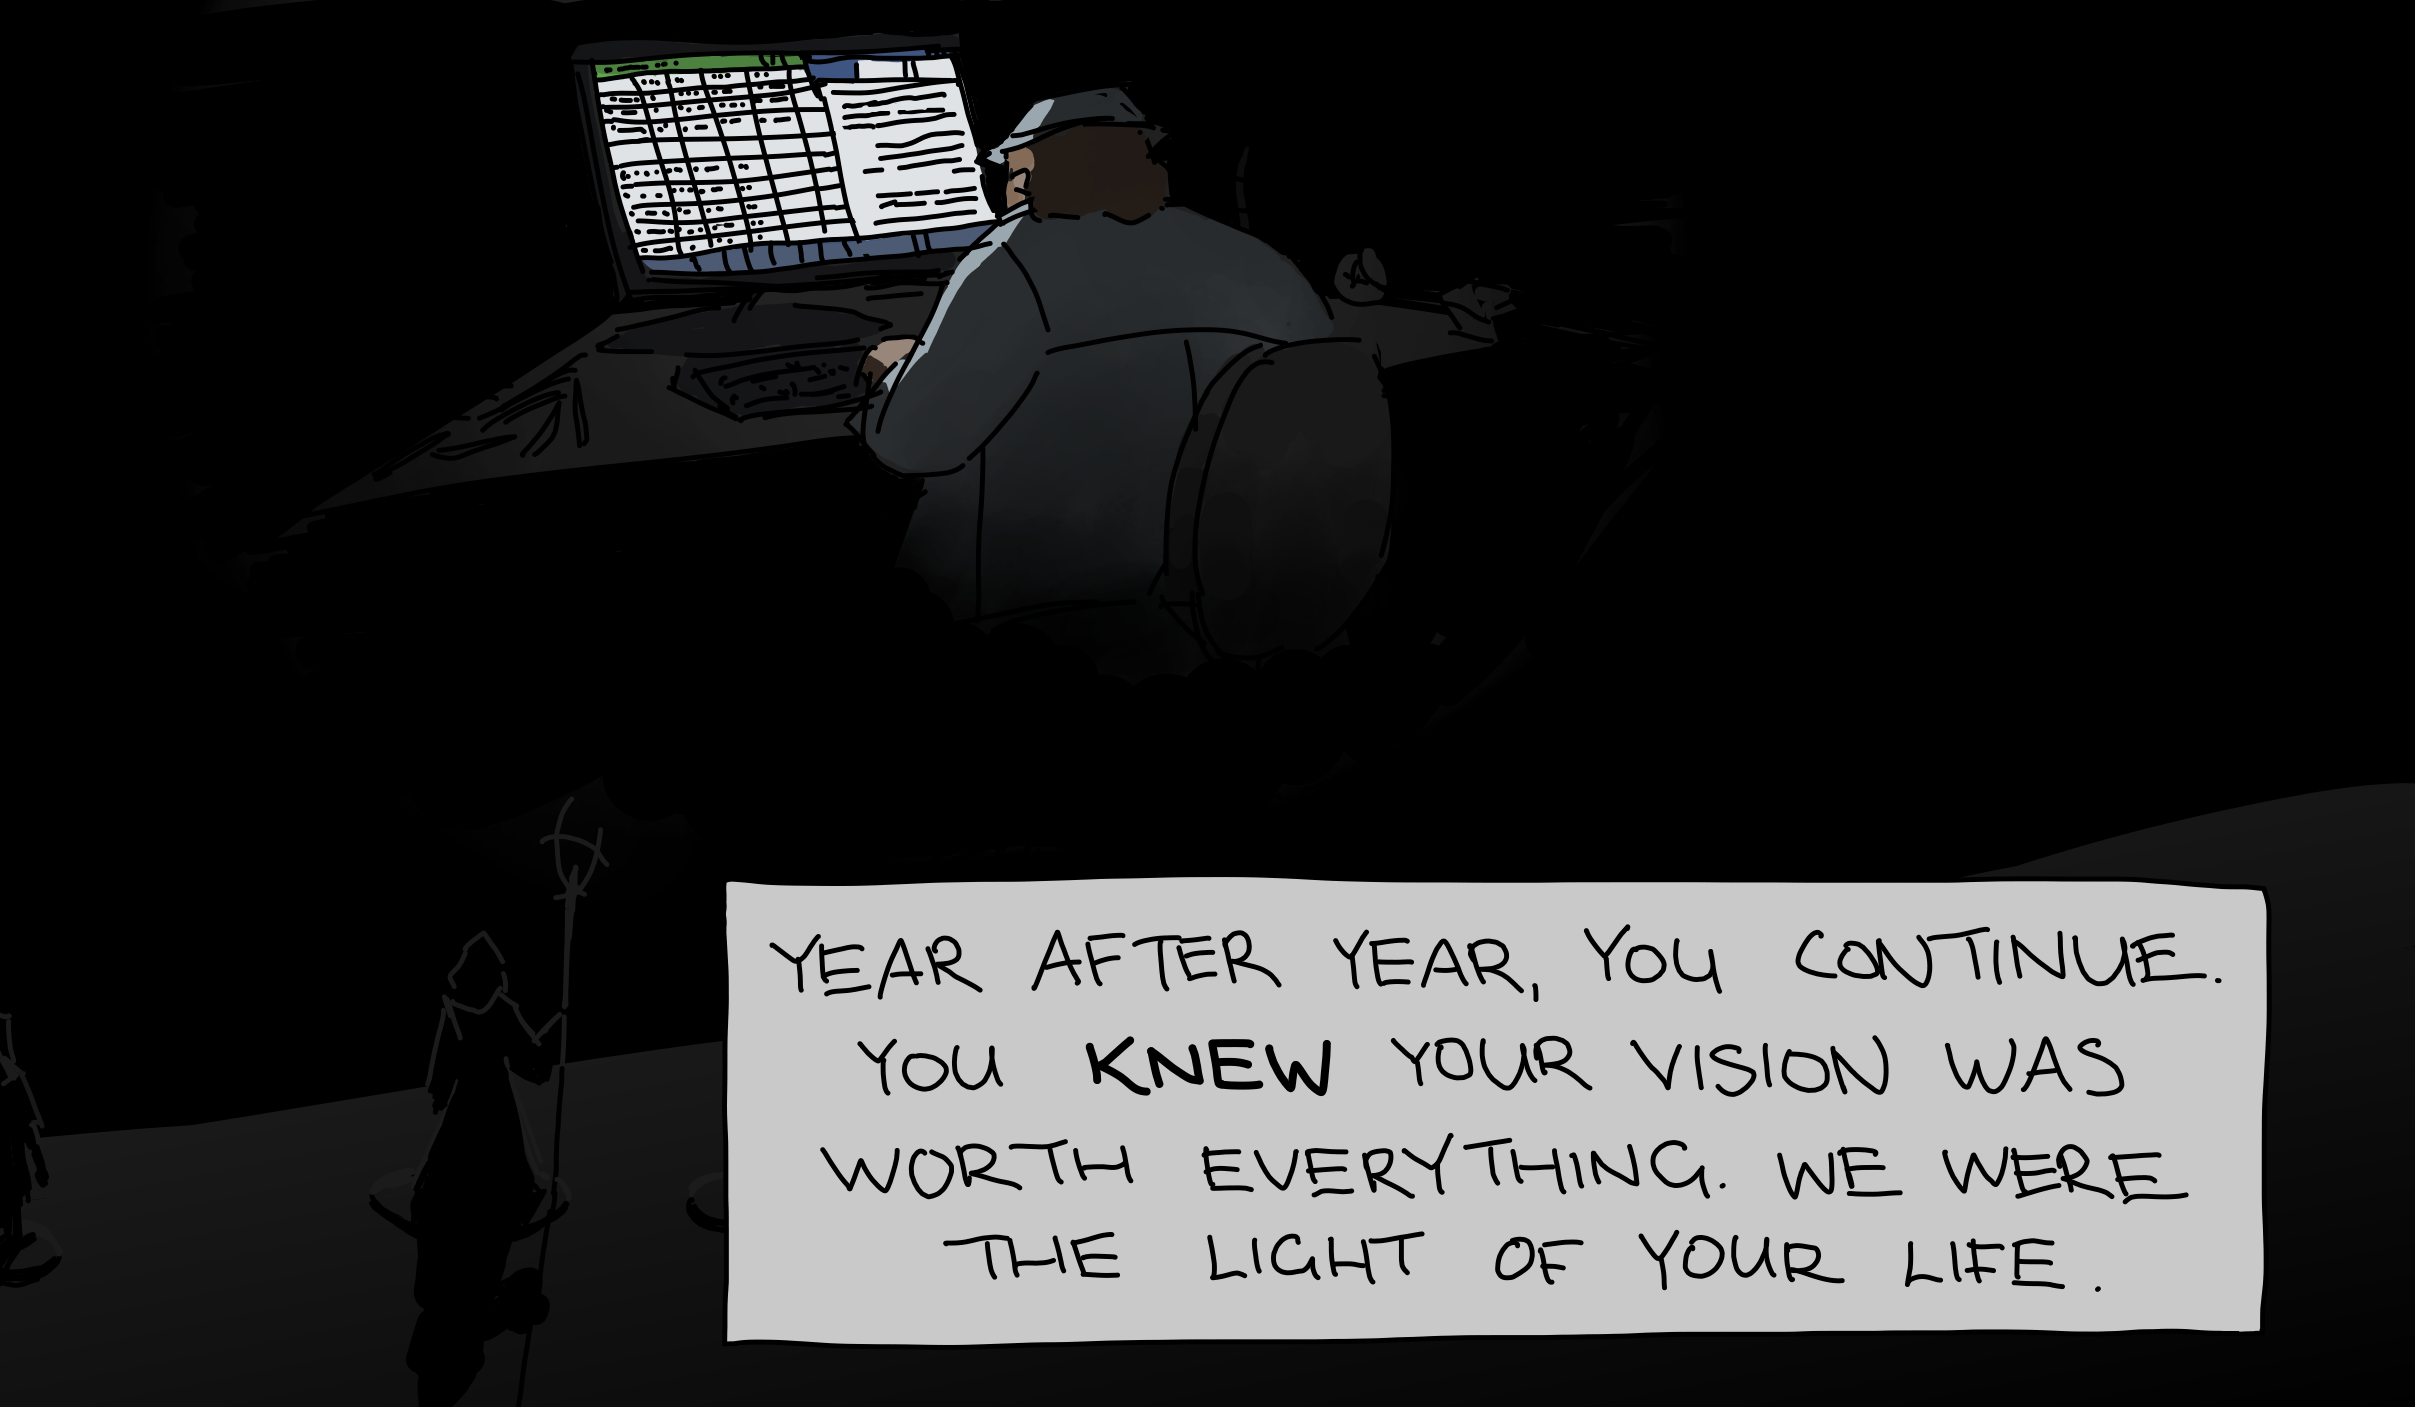 YEAR AFTER YEAR, YOU CONTINUE.
YOU KNEW YOUR VISION WAS
WORTH EVERYTHING. WE WERE
THE LIGHT OF YOUR LIFE.